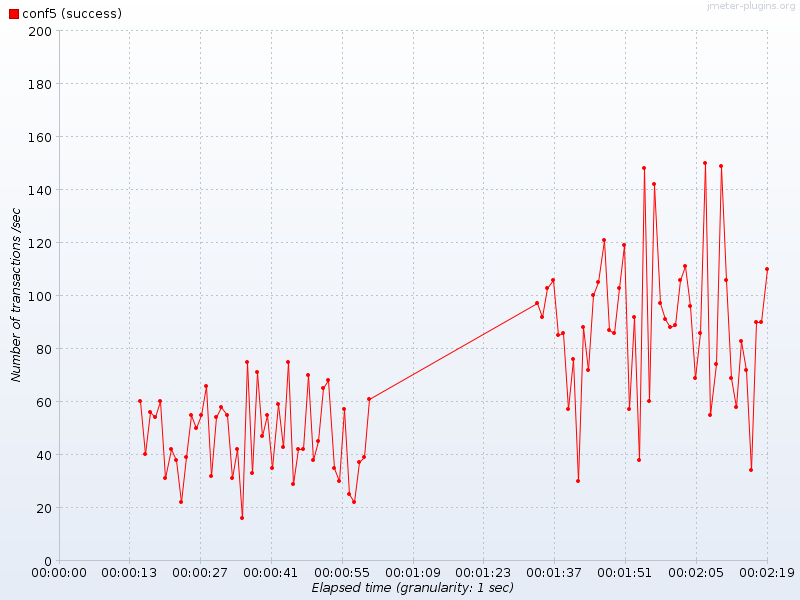 jmeter-plugins.org
conf5 (success)
200
180
160
140
120
100
80
60
40
20
0
Number of transactions /sec
00:00:00 00:00:13 00:00:27 00:00:41 00:00:55 00:01:09 00:01:23 00:01:37 00:01:51 00:02:05 00:02:19
Elapsed time (granularity: 1 sec)